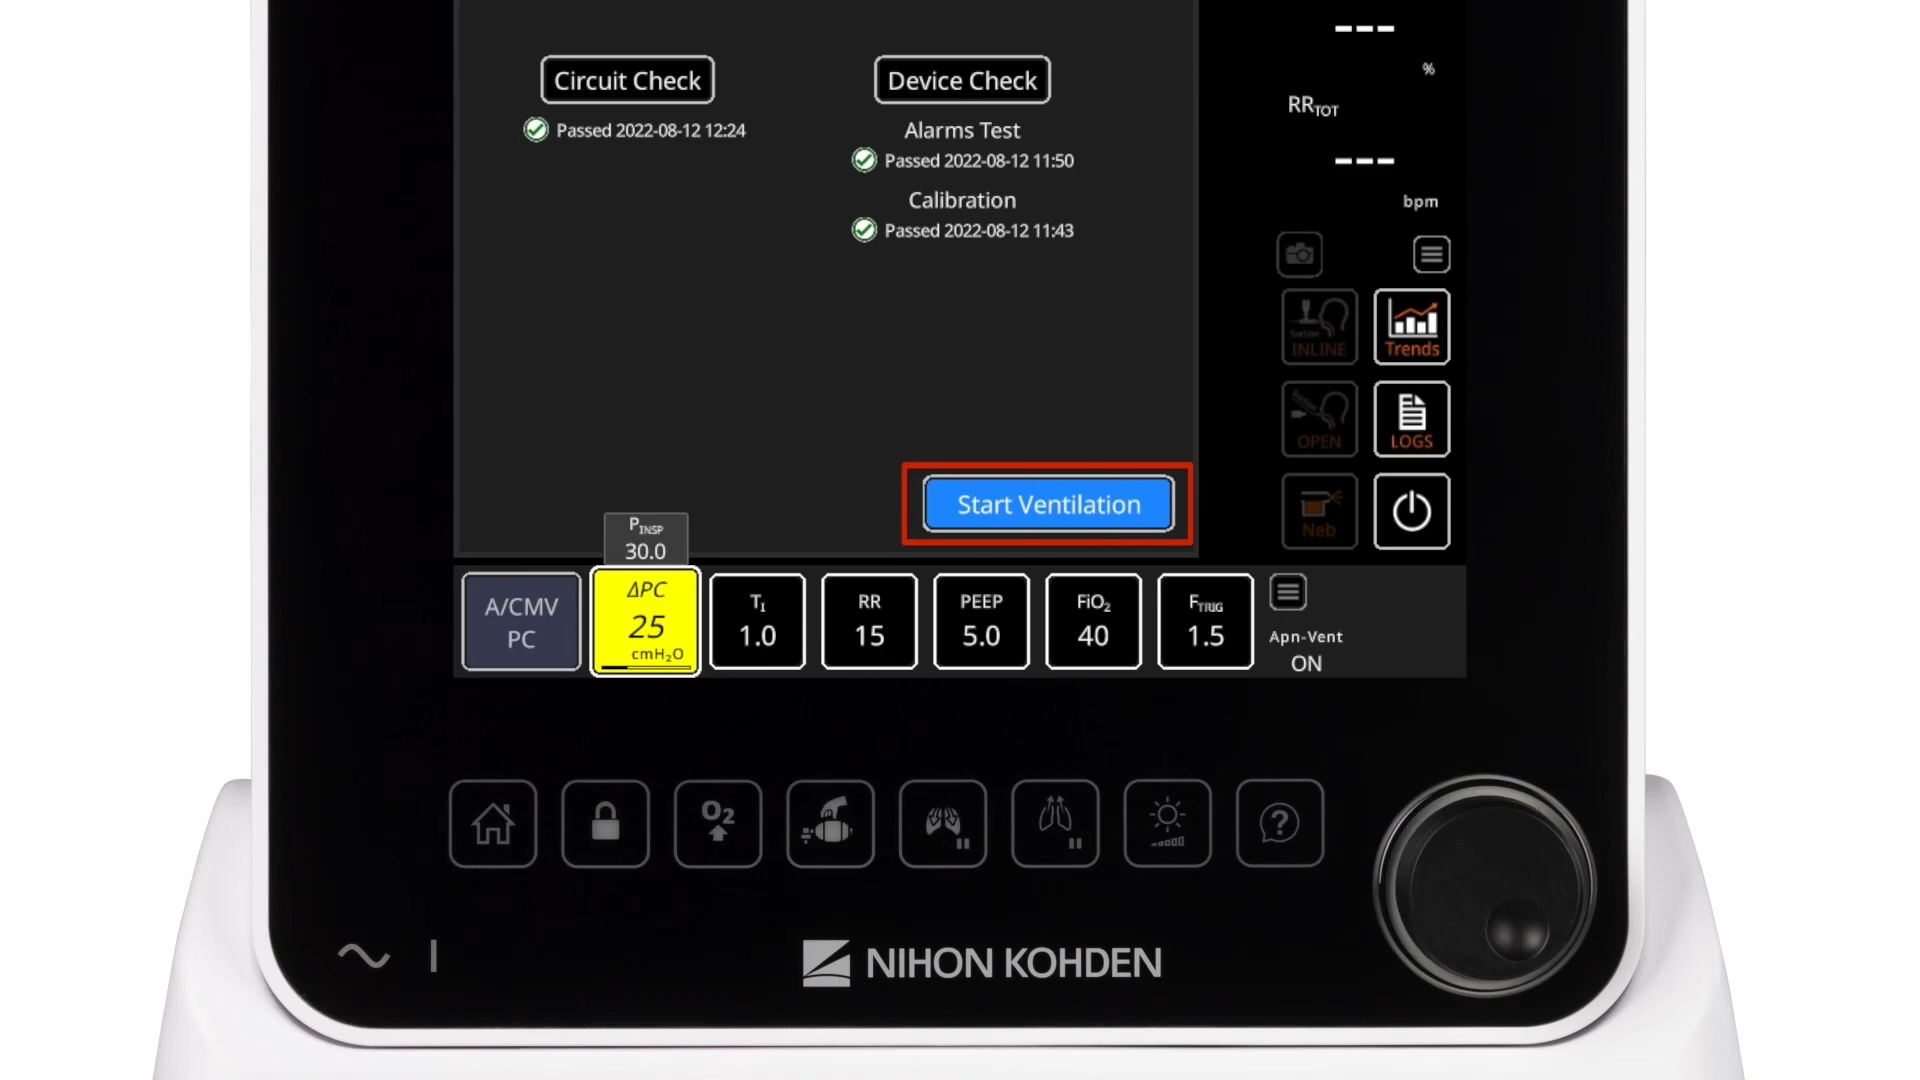 ---
%
RRTOT
---
bpm
Circuit Check
Passed 2022-08-12 12:24
Device Check
Alarms Test
Passed 2022-08-12 11:50
Calibration
Passed 2022-08-12 11:43
Start Ventilation
Suction
INLINE
Trends
Suction
OPEN
LOGS
Neb
PINSP
30.0
A/CMV
PC
ΔPC
25
cmH₂O
TI
1.0
RR
15
PEEP
5.0
FiO₂
40
FTRIG
1.5
Apn-Vent
ON
O₂
?
NIHON KOHDEN